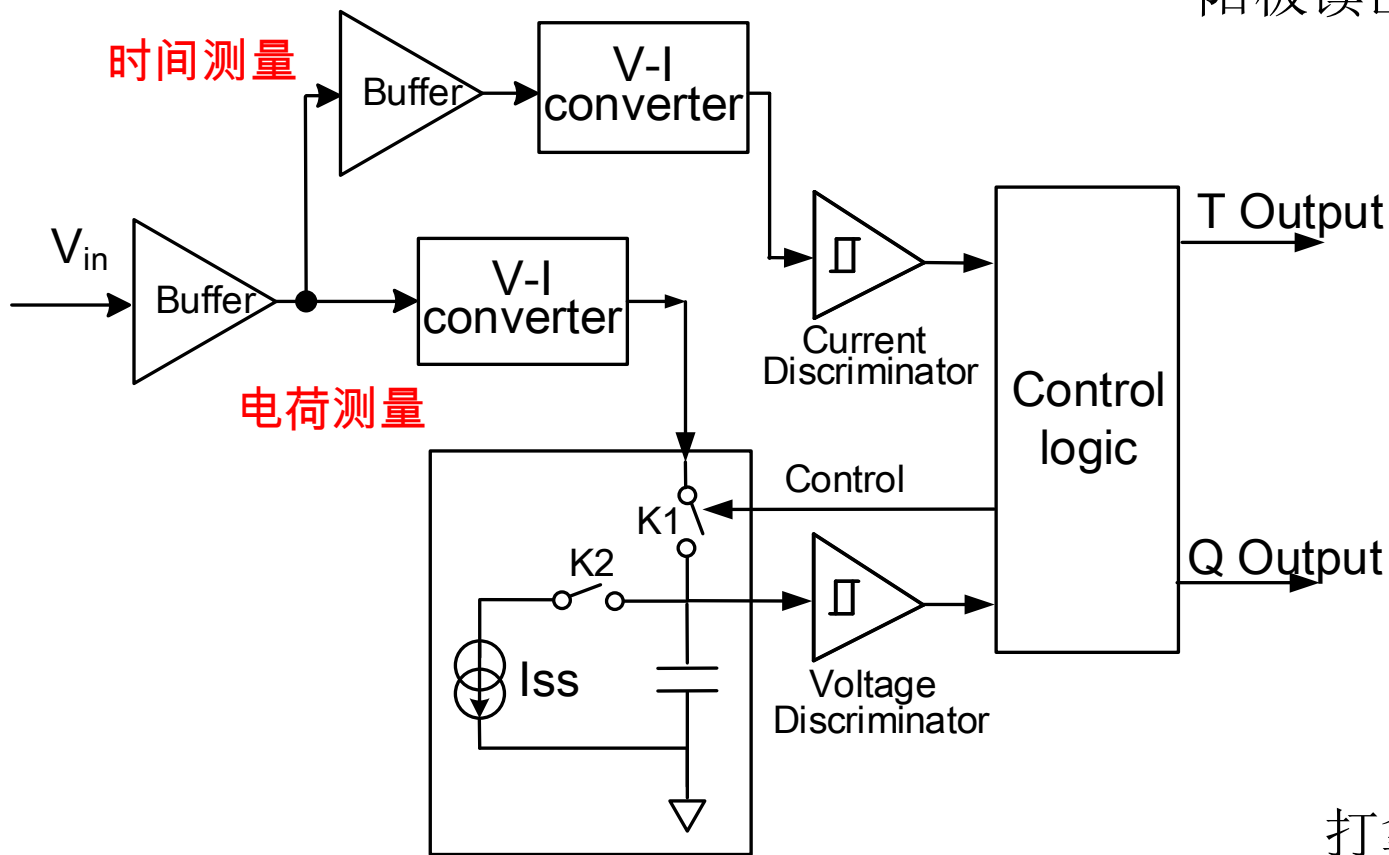 时间测量
Buffer
V-I
converter
V
in
Buffer
V-I
converter
电荷测量
Current
Discriminator
Control
logic
T Output
Q Output
Control
K1
K2
Iss
Voltage
Discriminator